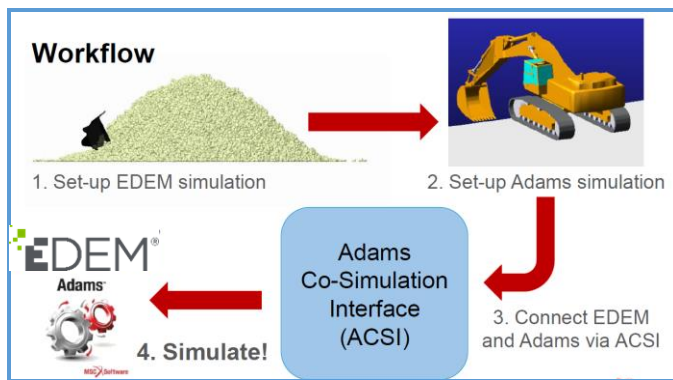 Workflow
1. Set-up EDEM simulation
2. Set-up Adams simulation
Adams
Co-Simulation
Interface
(ACSI)
3. Connect EDEM
and Adams via ACSI
EDEM®
Adams
4. Simulate!
MSC Software